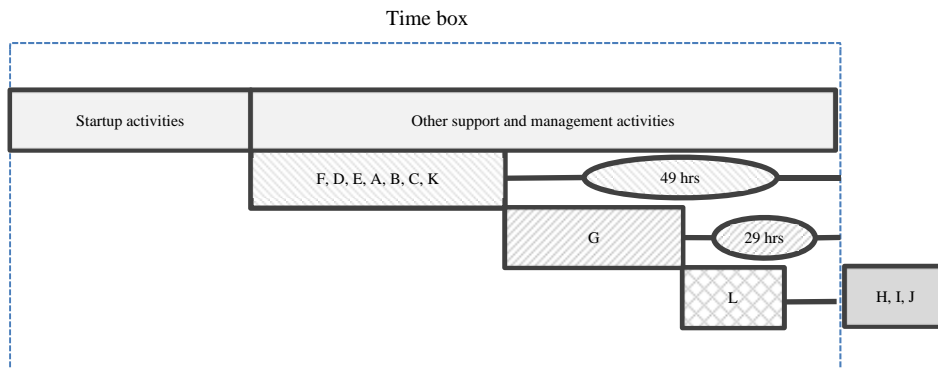 Time box
Startup activities
Other support and management activities
F, D, E, A, B, C, K
49 hrs
G
29 hrs
L
H, I, J